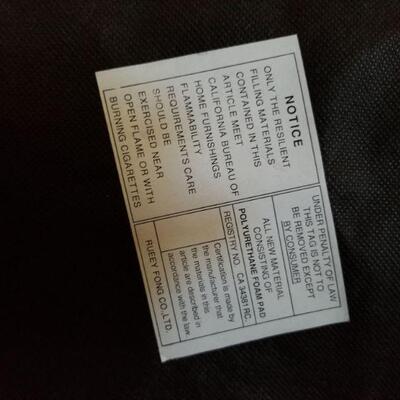 NOTICE
ONLY THE RESILIENT
FILLING MATERIALS
CONTAINED IN THIS
ARTICLE MEET
CALIFORNIA BUREAU OF
HOME FURNISHINGS
FLAMMABILITY
REQUIREMENTS CARE
SHOULD BE
EXERCISED NEAR
OPEN FLAME OR WITH
BURNING CIGARETTES
UNDER PENALTY OF LAW
THIS TAG IS NOT TO
BE REMOVED EXCEPT
BY CONSUMER
ALL NEW MATERIAL
CONSISTING OF
POLYURETHANE FOAM PAD
REGISTRY NO. CA 34381 RC.
Certification is made by
the manufacturer that
the materials in this
article are described in
accordance with the law.
RUEEY FONG CO.,LTD.